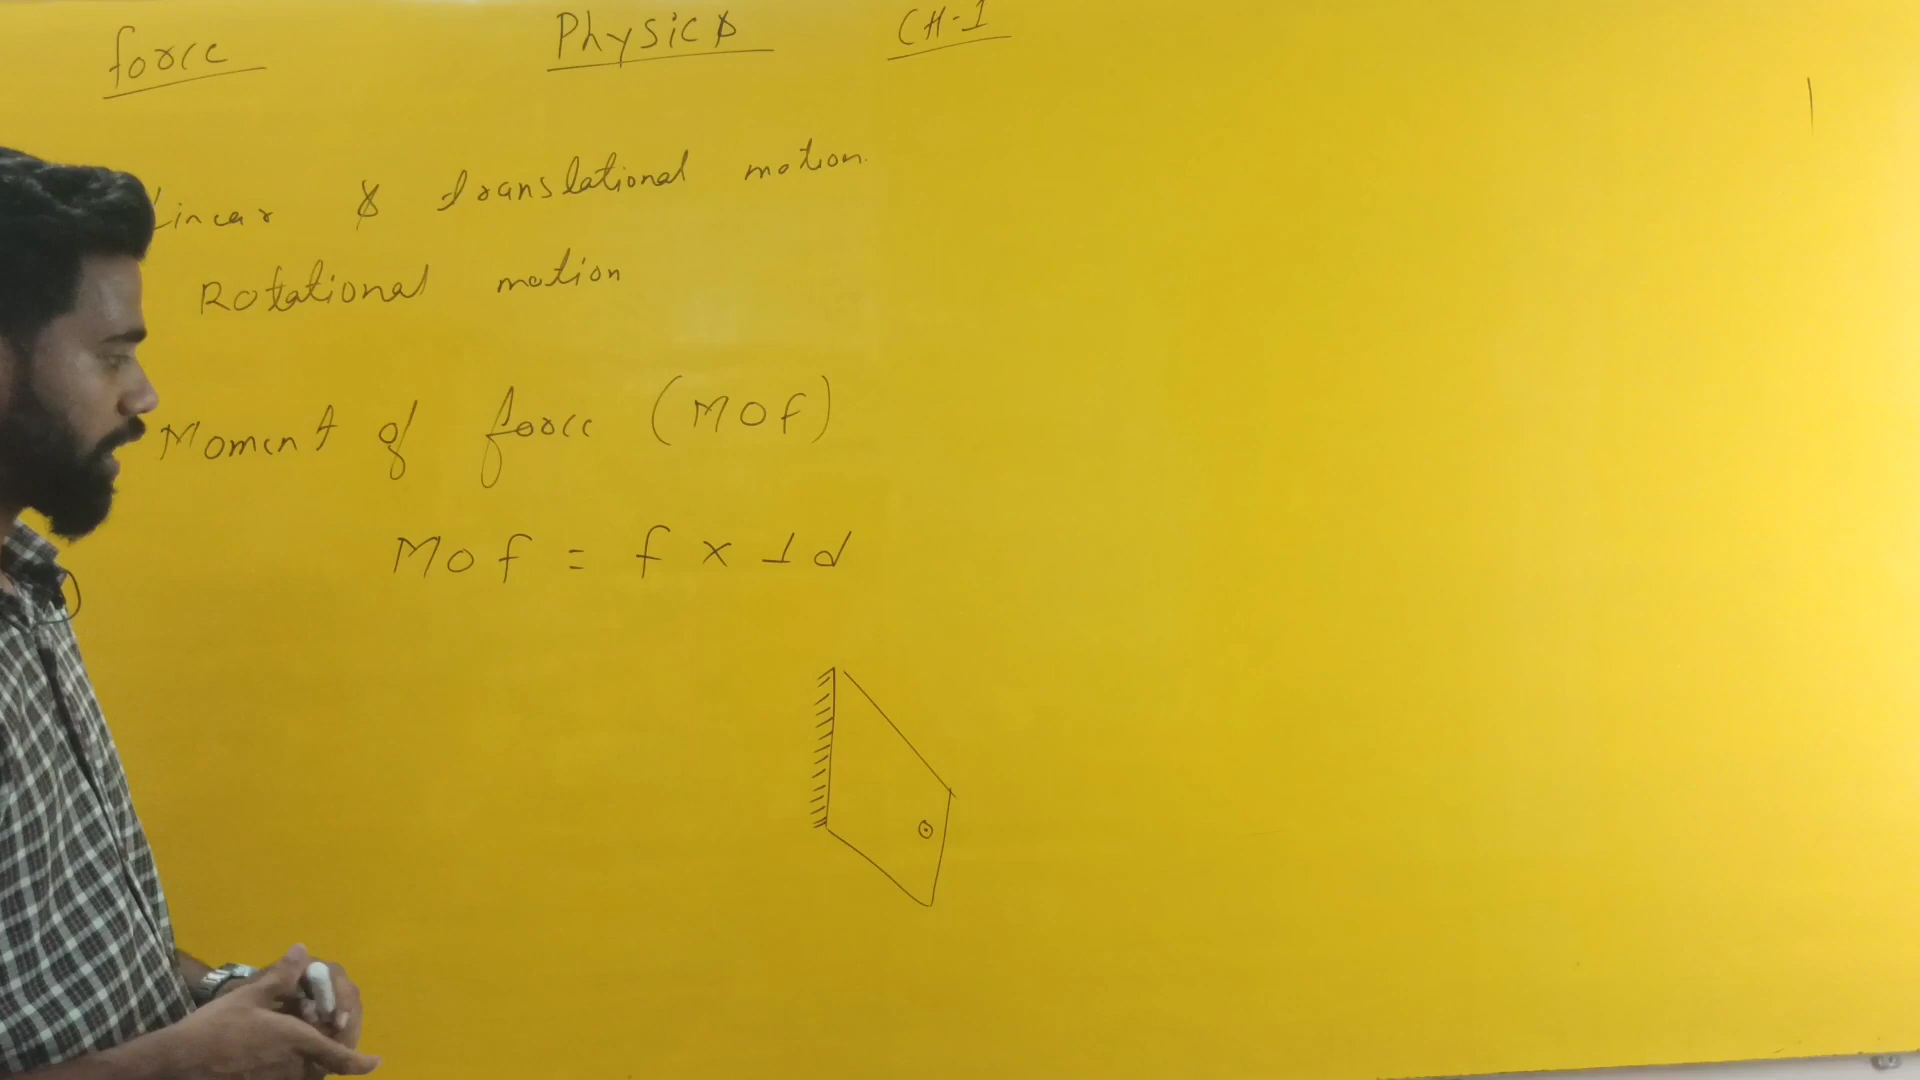 force Physics CH-1
Linear & translational motion.
Rotational motion
Moment of force (MOf)
Mof = f x ⊥ d